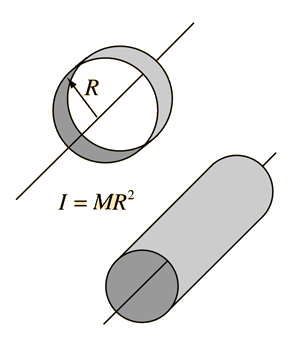 R
I = MR²